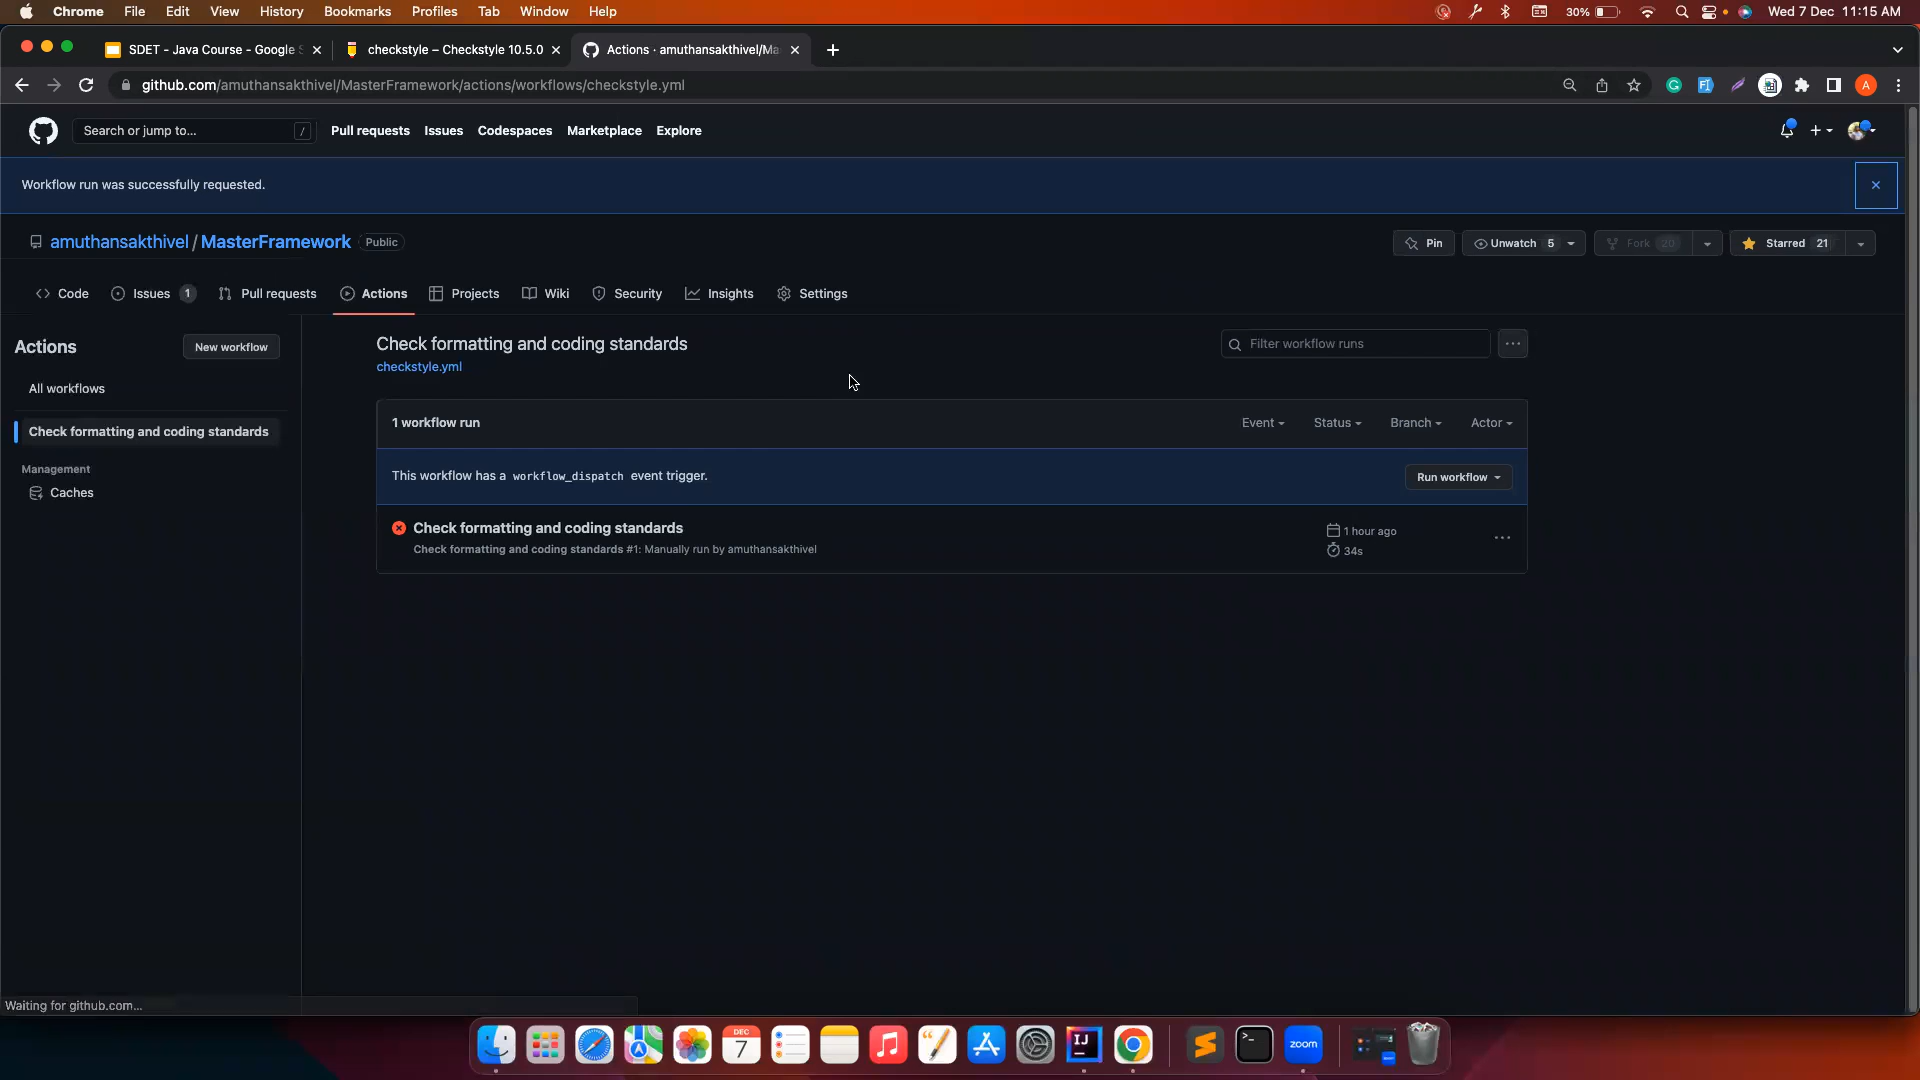 Chrome File Edit View History Bookmarks Profiles Tab Window Help 30% Wed 7 Dec 11:15 AM
SDET - Java Course - Google S checkstyle – Checkstyle 10.5.0 Actions · amuthansakthivel/Ma
github.com/amuthansakthivel/MasterFramework/actions/workflows/checkstyle.yml A
Search or jump to... / Pull requests Issues Codespaces Marketplace Explore
Workflow run was successfully requested.
amuthansakthivel / MasterFramework Public Pin Unwatch 5 Fork 20 Starred 21
Code Issues 1 Pull requests Actions Projects Wiki Security Insights Settings
Actions New workflow
Check formatting and coding standards Filter workflow runs
checkstyle.yml
All workflows
1 workflow run Event Status Branch Actor
Check formatting and coding standards
Management
This workflow has a workflow_dispatch event trigger. Run workflow
Caches
Check formatting and coding standards 1 hour ago
Check formatting and coding standards #1: Manually run by amuthansakthivel 34s
Waiting for github.com...
DEC
7
IJ
zoom